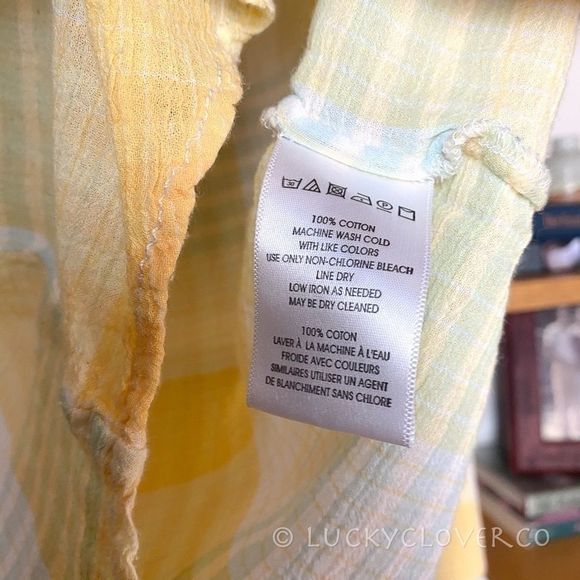 30 P
100% COTTON
MACHINE WASH COLD
WITH LIKE COLORS
USE ONLY NON-CHLORINE BLEACH
LINE DRY
LOW IRON AS NEEDED
MAY BE DRY CLEANED
100% COTON
LAVER À LA MACHINE À L'EAU
FROIDE AVEC COULEURS
SIMILAIRES UTILISER UN AGENT
DE BLANCHIMENT SANS CHLORE
© LUCKYCLOVER.CO